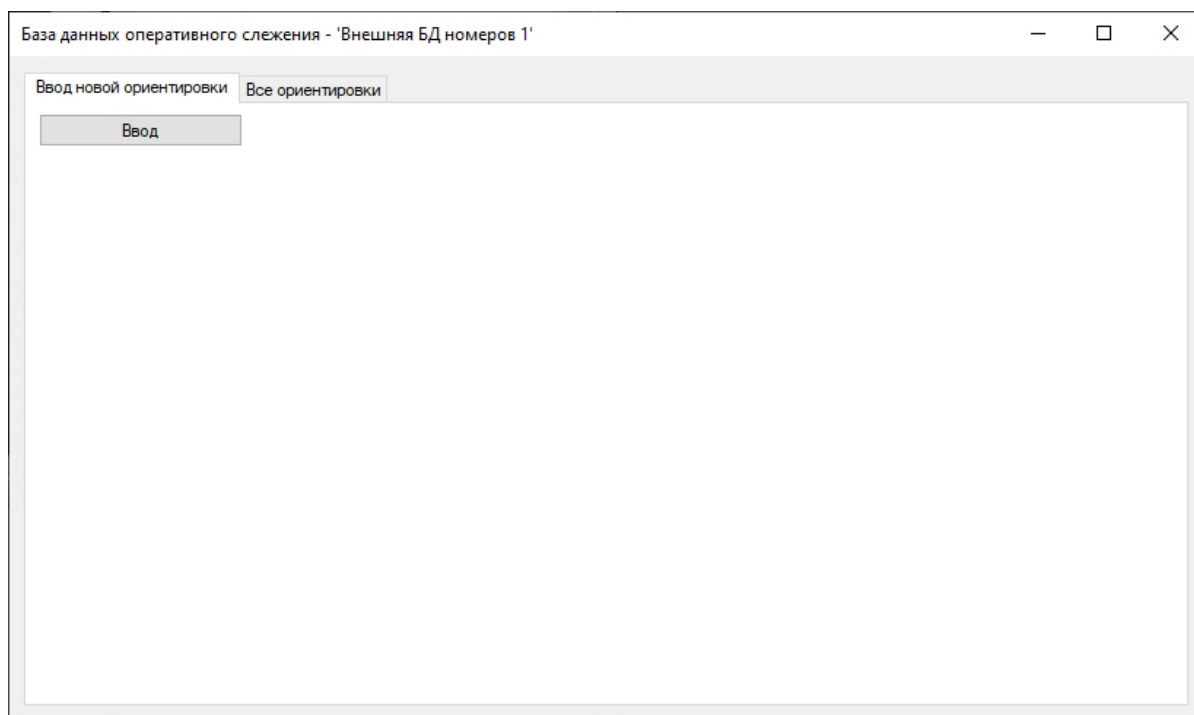 База данных оперативного слежения - 'Внешняя БД номеров 1'
Ввод новой ориентировки
Все ориентировки
Ввод